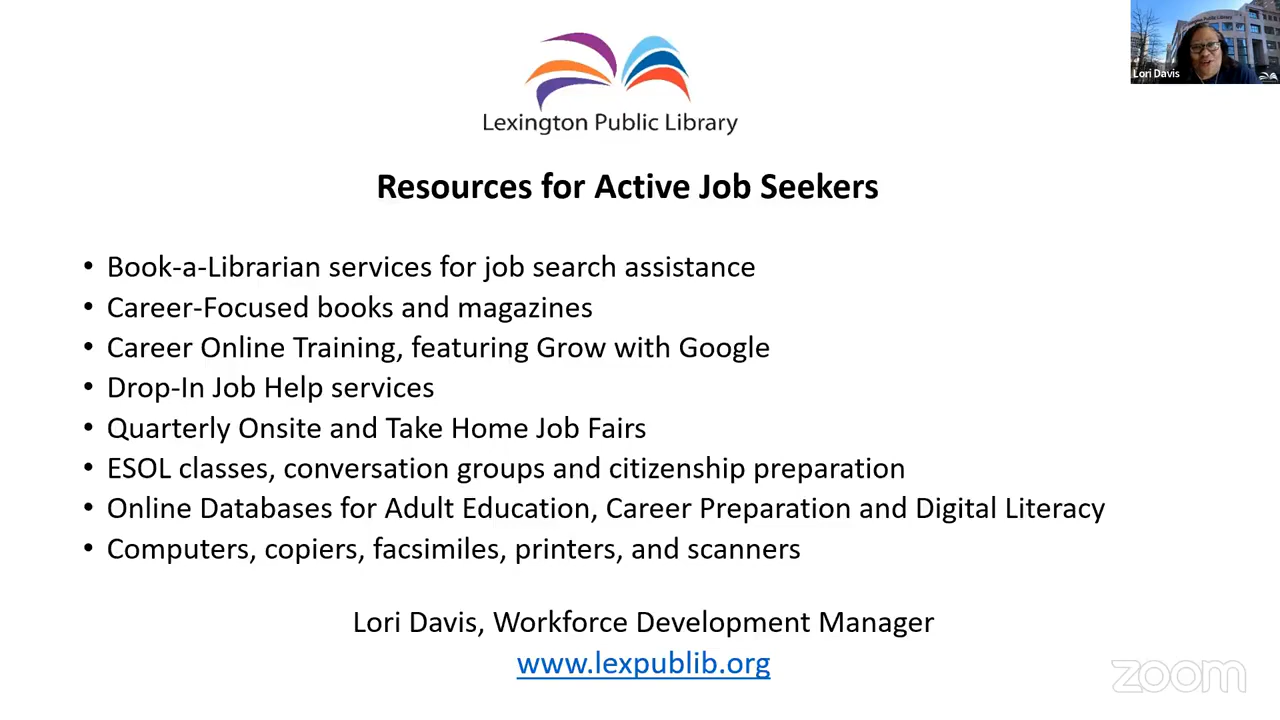 Lexington Public Library
Lori Davis
Resources for Active Job Seekers
• Book-a-Librarian services for job search assistance
• Career-Focused books and magazines
• Career Online Training, featuring Grow with Google
• Drop-In Job Help services
• Quarterly Onsite and Take Home Job Fairs
• ESOL classes, conversation groups and citizenship preparation
• Online Databases for Adult Education, Career Preparation and Digital Literacy
• Computers, copiers, facsimiles, printers, and scanners
Lori Davis, Workforce Development Manager
www.lexpublib.org
zoom